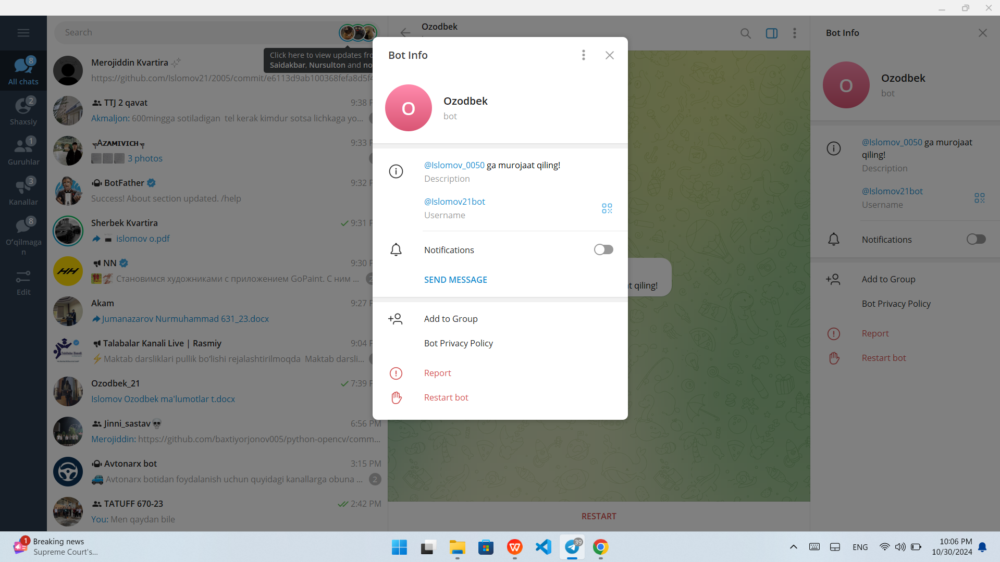 Search
Click here to view updates fro
Saidakbar, Nursulton and no
8
All chats
2
Shaxsiy
1
Guruhlar
3
Kanallar
8
Oʻqilmaga
n
Edit
Merojiddin Kvartira
https://github.com/Islomov21/2005/commit/e6113d9ab100368fefa8d5f4
TTJ 2 qavat
9:38 P
Akmaljon: 600mingga sotiladigan tel kerak kimdur sotsa lichkaga yo...
Aᴢᴀᴍɪᴠɪᴄʜ
9:33 P
3 photos
BotFather
9:32 P
Success! About section updated. /help
Sherbek Kvartira
9:31 P
islomov o.pdf
NN
9:30 P
Становимся художниками с приложением GoPaint. С ним ...
2
Akam
9:27 P
Jumanazarov Nurmuhammad 631_23.docx
Talabalar Kanali Live | Rasmiy
9:04 P
⚡Maktab darsliklari pullik bo‘lishi rejalashtirilmoqda Maktab darsli...
Ozodbek_21
7:39 P
Islomov Ozodbek ma'lumotlar t.docx
Jinni_sastav💀
6:56 PM
Merojiddin: https://github.com/baxtiyorjonov005/python-opencv/comm...
Avtonarx bot
3:15 PM
🚙 Avtonarx botidan foydalanish uchun quyidagi kanallarga obuna ...
2
TATUFF 670-23
2:42 PM
You: Men qaydan bile
Ozodbek
t qiling!
RESTART
Bot Info
O
Ozodbek
bot
@Islomov_0050 ga murojaat qiling!
Description
@Islomov21bot
Username
Notifications
SEND MESSAGE
Add to Group
Bot Privacy Policy
Report
Restart bot
Bot Info
O
Ozodbek
bot
@Islomov_0050 ga murojaat
qiling!
Description
@Islomov21bot
Username
Notifications
Add to Group
Bot Privacy Policy
Report
Restart bot
1
Breaking news
Supreme Court's...
39
ENG
10:06 PM
10/30/2024